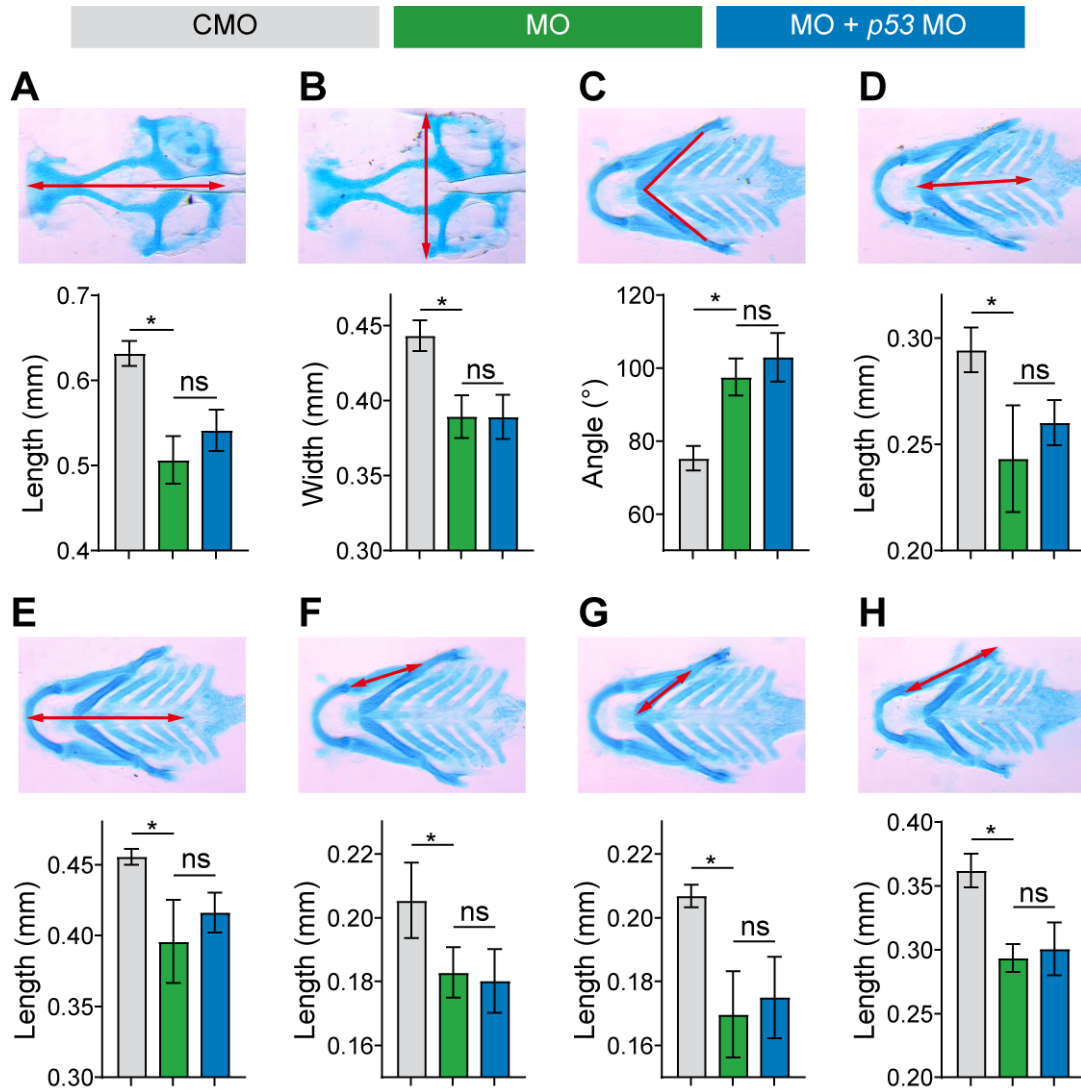 CMO MO MO + p53 MO
A B C D
0.7 0.6 0.5 0.4 Length (mm) * ns
0.45 0.40 0.35 0.30 Width (mm) * ns
120 100 80 60 Angle (°) * ns
0.30 0.25 0.20 Length (mm) * ns
E F G H
0.45 0.40 0.35 0.30 Length (mm) * ns
0.22 0.20 0.18 0.16 Length (mm) * ns
0.22 0.20 0.18 0.16 Length (mm) * ns
0.40 0.35 0.30 0.25 0.20 Length (mm) * ns